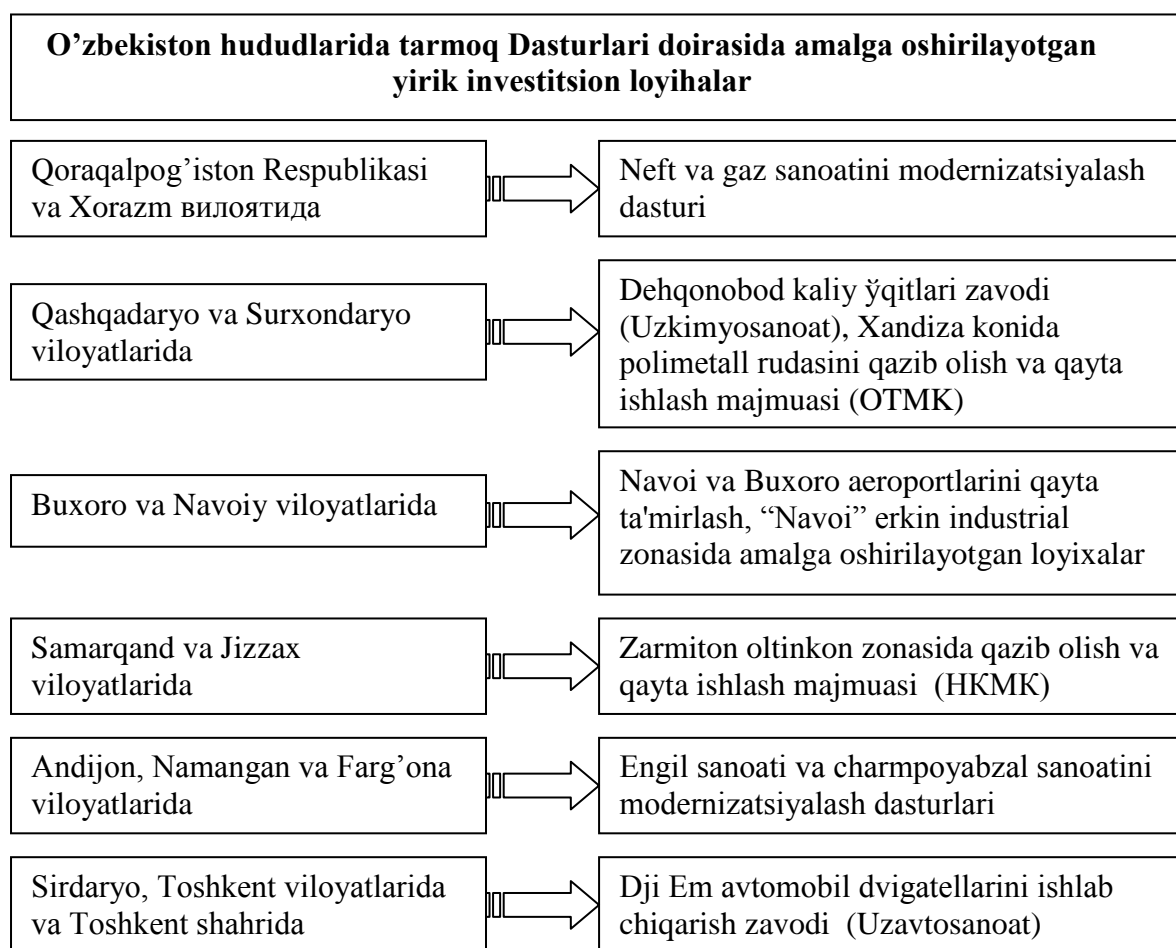 O’zbekiston hududlarida tarmoq Dasturlari doirasida amalga oshirilayotgan
yirik investitsion loyihalar
Qoraqalpog’iston Respublikasi
va Xorazm вилоятида
Neft va gaz sanoatini modernizatsiyalash
dasturi
Qashqadaryo va Surxondaryo
viloyatlarida
Dehqonobod kaliy ўqitlari zavodi
(Uzkimyosanoat), Xandiza konida
polimetall rudasini qazib olish va qayta
ishlash majmuasi (OTMK)
Buxoro va Navoiy viloyatlarida
Navoi va Buxoro aeroportlarini qayta
ta'mirlash, “Navoi” erkin industrial
zonasida amalga oshirilayotgan loyixalar
Samarqand va Jizzax
viloyatlarida
Zarmiton oltinkon zonasida qazib olish va
qayta ishlash majmuasi (НКМК)
Andijon, Namangan va Farg’ona
viloyatlarida
Engil sanoati va charmpoyabzal sanoatini
modernizatsiyalash dasturlari
Sirdaryo, Toshkent viloyatlarida
va Toshkent shahrida
Dji Em avtomobil dvigatellarini ishlab
chiqarish zavodi (Uzavtosanoat)